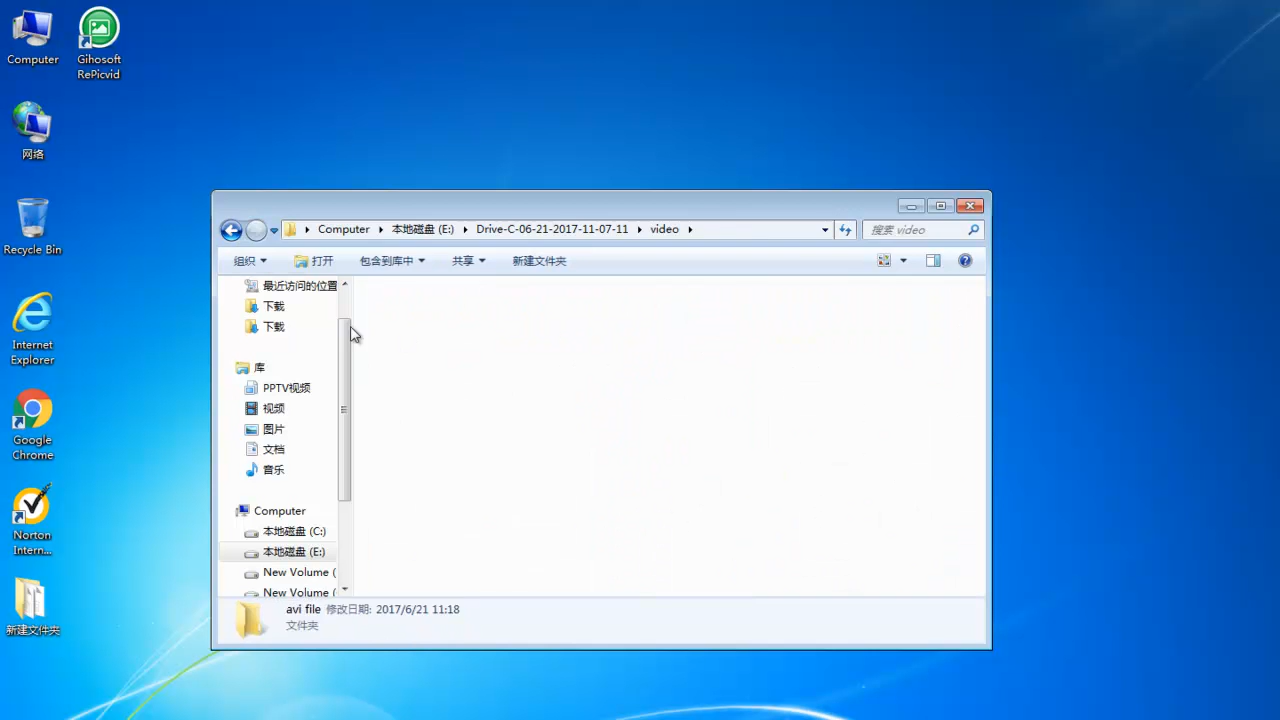 Computer
Gihosoft
RePicvid
网络
Recycle Bin
Internet
Explorer
Google
Chrome
Norton
Intern...
新建文件夹
Computer
本地磁盘 (E:)
Drive-C-06-21-2017-11-07-11
video
搜索 video
组织
打开
包含到库中
共享
新建文件夹
最近访问的位置
下载
下载
库
PPTV视频
视频
图片
文档
音乐
Computer
本地磁盘 (C:)
本地磁盘 (E:)
New Volume (
New Volume (
avi file 修改日期: 2017/6/21 11:18
文件夹